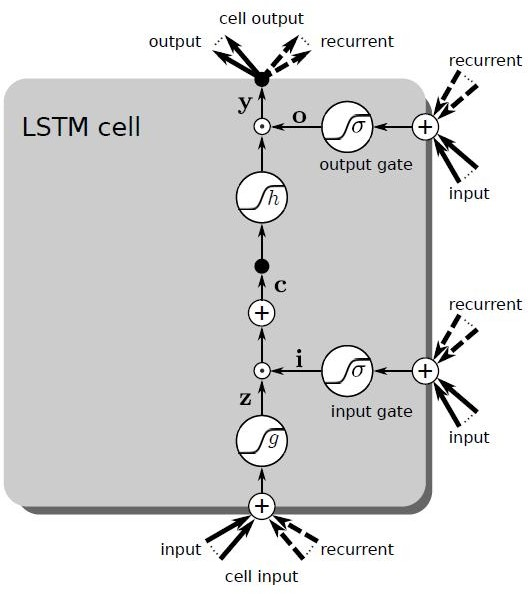 cell output
output
recurrent
recurrent
y
o
σ
+
LSTM cell
output gate
h
input
c
recurrent
+
i
σ
+
z
input gate
g
input
+
input
recurrent
cell input